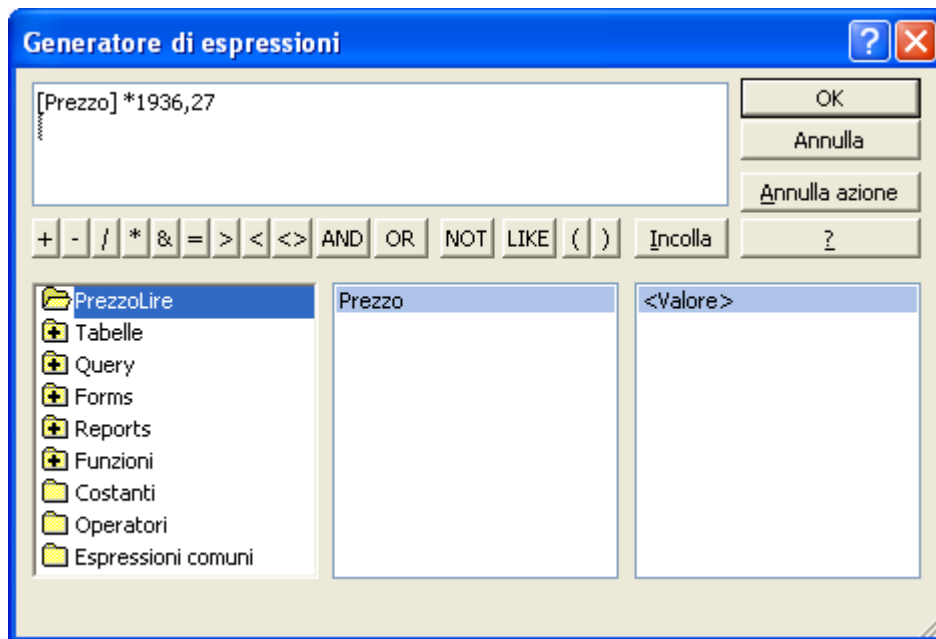 Generatore di espressioni
?
[Prezzo] *1936,27
OK
Annulla
Annulla azione
+ - / * & = > < <> AND OR NOT LIKE ( ) Incolla ?
PrezzoLire
Tabelle
Query
Forms
Reports
Funzioni
Costanti
Operatori
Espressioni comuni
Prezzo
<Valore>